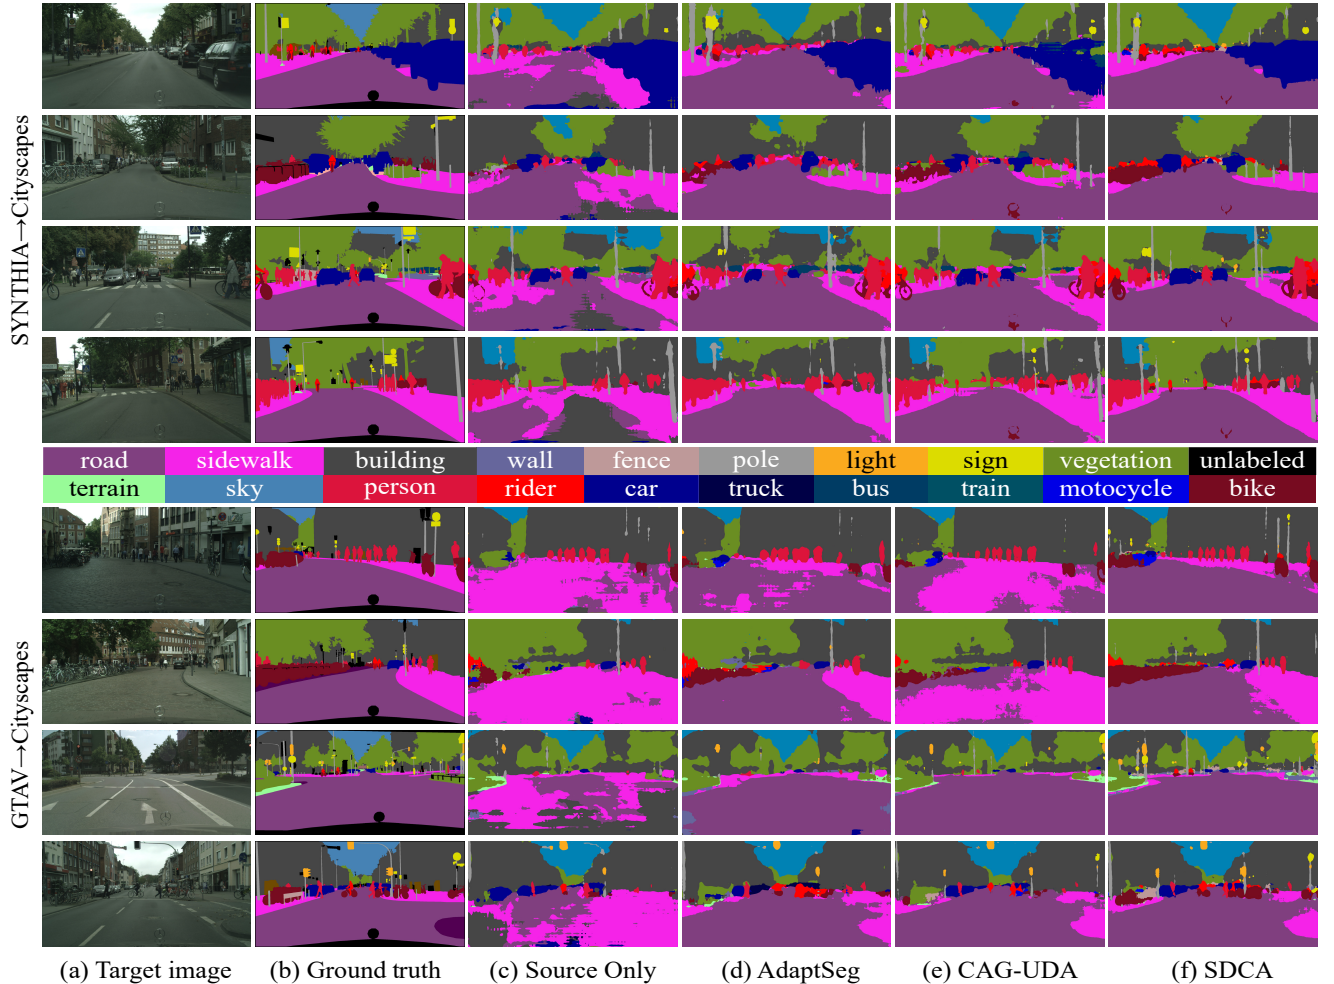 SYNTHIA→Cityscapes
road sidewalk building wall fence pole light sign vegetation unlabeled
terrain sky person rider car truck bus train motocycle bike
GTAV→Cityscapes
(a) Target image (b) Ground truth (c) Source Only (d) AdaptSeg (e) CAG-UDA (f) SDCA